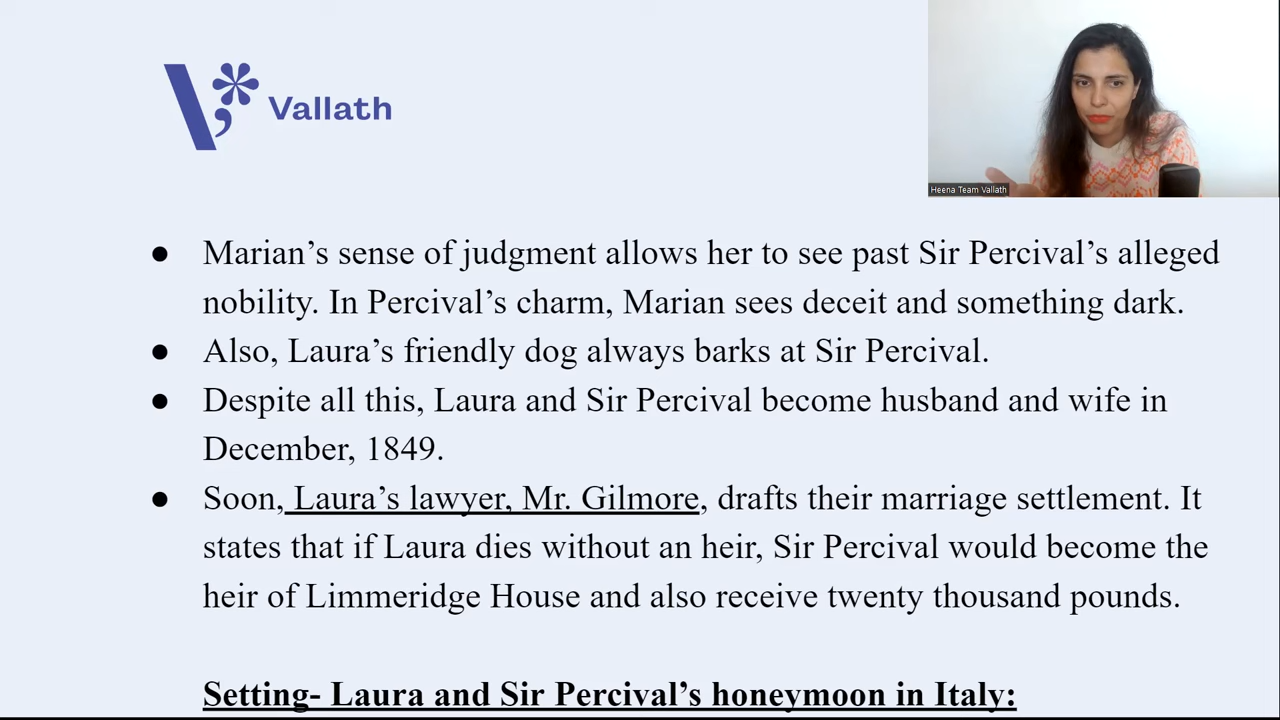 Vallath
Heena Team Vallath
● Marian’s sense of judgment allows her to see past Sir Percival’s alleged
nobility. In Percival’s charm, Marian sees deceit and something dark.
● Also, Laura’s friendly dog always barks at Sir Percival.
● Despite all this, Laura and Sir Percival become husband and wife in
December, 1849.
● Soon, Laura’s lawyer, Mr. Gilmore, drafts their marriage settlement. It
states that if Laura dies without an heir, Sir Percival would become the
heir of Limmeridge House and also receive twenty thousand pounds.
Setting- Laura and Sir Percival’s honeymoon in Italy: